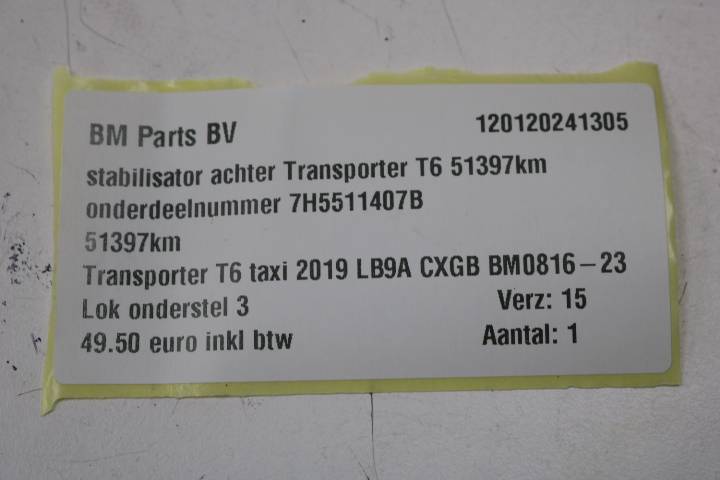 BM Parts BV 120120241305
stabilisator achter Transporter T6 51397km
onderdeelnummer 7H5511407B
51397km
Transporter T6 taxi 2019 LB9A CXGB BM0816-23
Lok onderstel 3 Verz: 15
49.50 euro inkl btw Aantal: 1